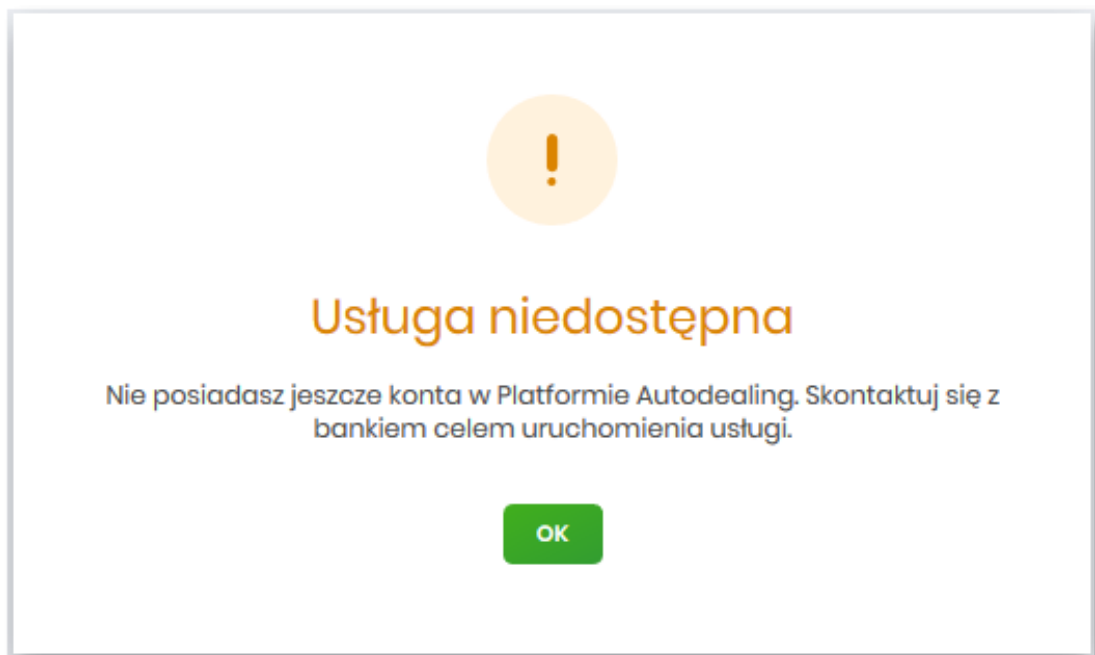 !
Usługa niedostępna
Nie posiadasz jeszcze konta w Platformie Autodealing. Skontaktuj się z
bankiem celem uruchomienia usługi.
OK